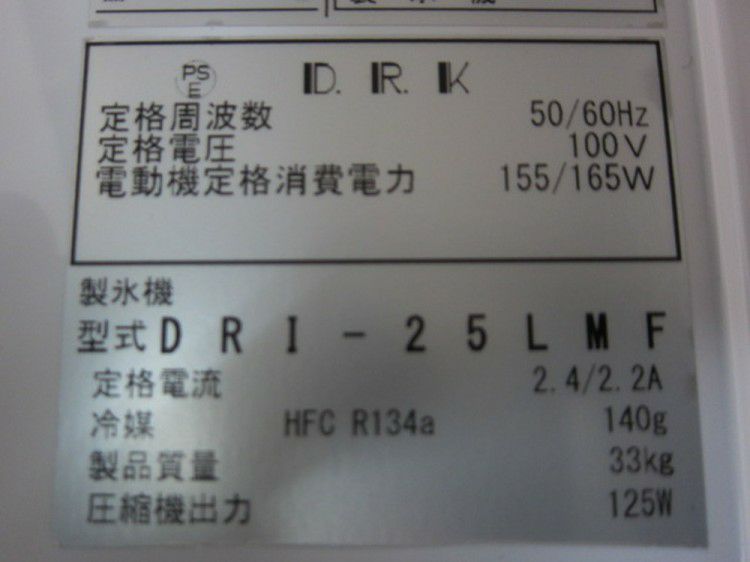 PS
E
D.R.K
定格周波数 50/60Hz
定格電圧 100V
電動機定格消費電力 155/165W
製氷機
型式 DRI-25LMF
定格電流 2.4/2.2A
冷媒 HFC R134a 140g
製品質量 33kg
圧縮機出力 125W